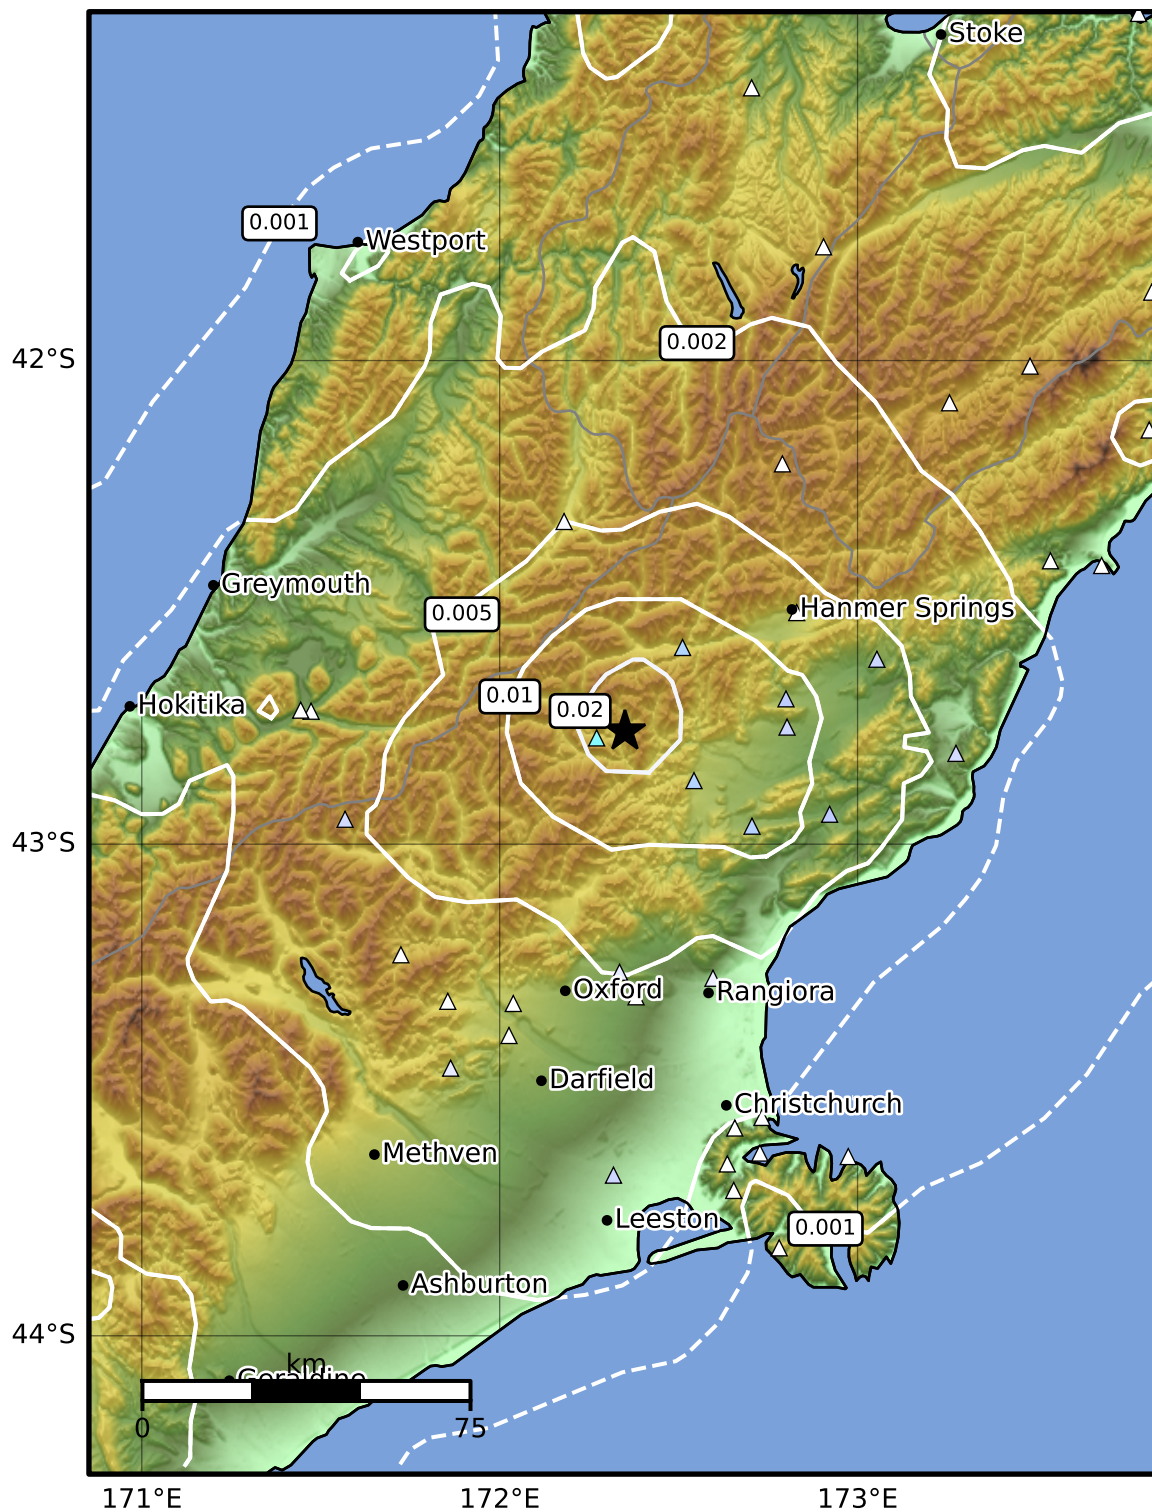 Stoke
0.001
Westport
0.002
42°S
Greymouth
0.005
Hanmer Springs
Hokitika
0.01
0.02
43°S
Oxford
Rangiora
Darfield
Christchurch
Methven
Leeston
0.001
Ashburton
44°S
km
Geraldine
0
75
171°E
172°E
173°E